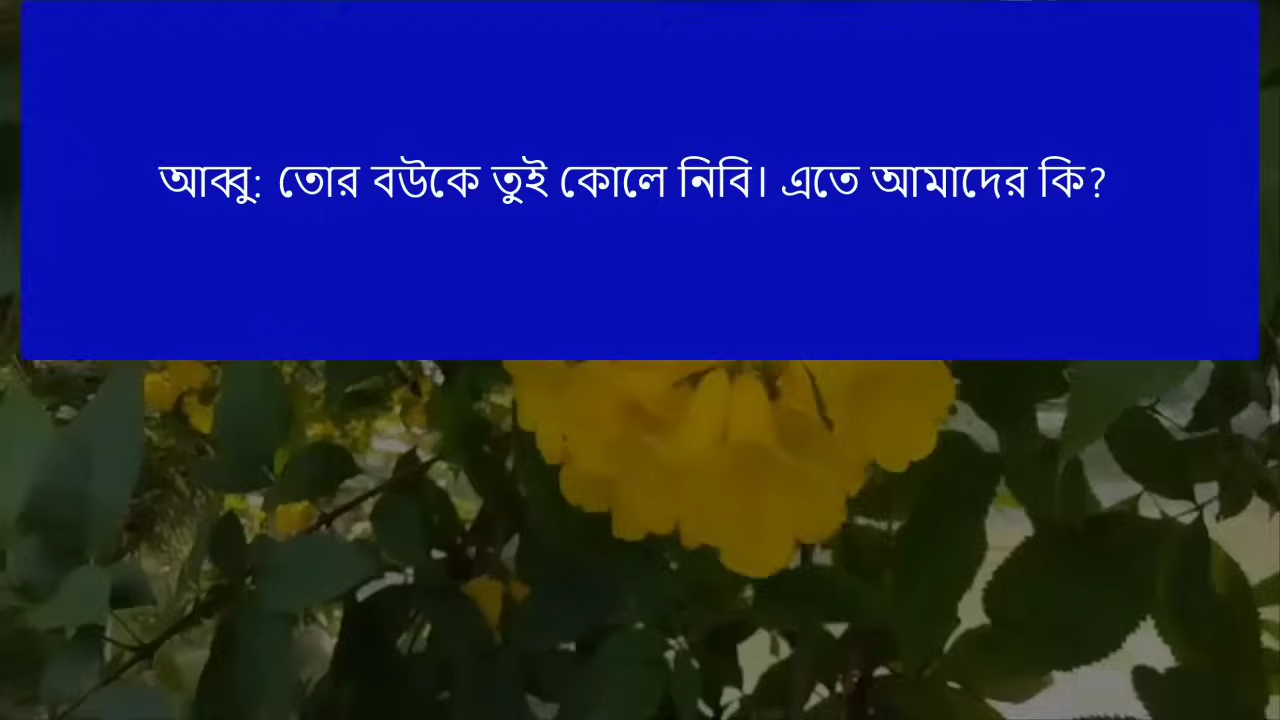 আব্বু: তোর বউকে তুই কোলে নিবি। এতে আমাদের কি?